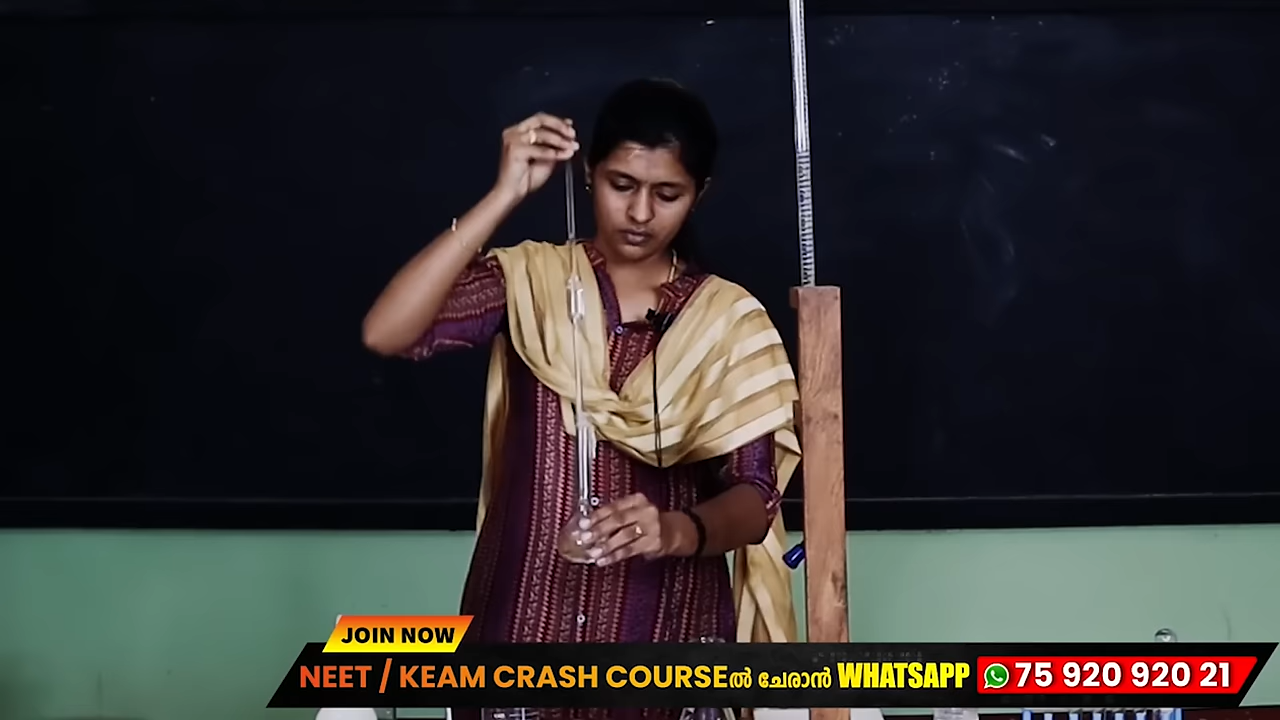 JOIN NOW
NEET / KEAM CRASH COURSEൽ ചേരാൻ WHATSAPP 75 920 920 21